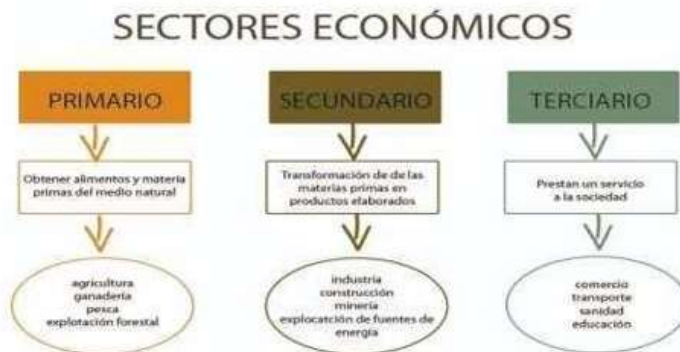 SECTORES ECONÓMICOS
PRIMARIO
Obtener alimentos y materia
primas del medio natural
agricultura
ganadería
pesca
explotación forestal
SECUNDARIO
Transformación de de las
materias primas en
productos elaborados
industria
construcción
minería
explocatción de fuentes de
energía
TERCIARIO
Prestan un servicio
a la sociedad
comercio
transporte
sanidad
educación